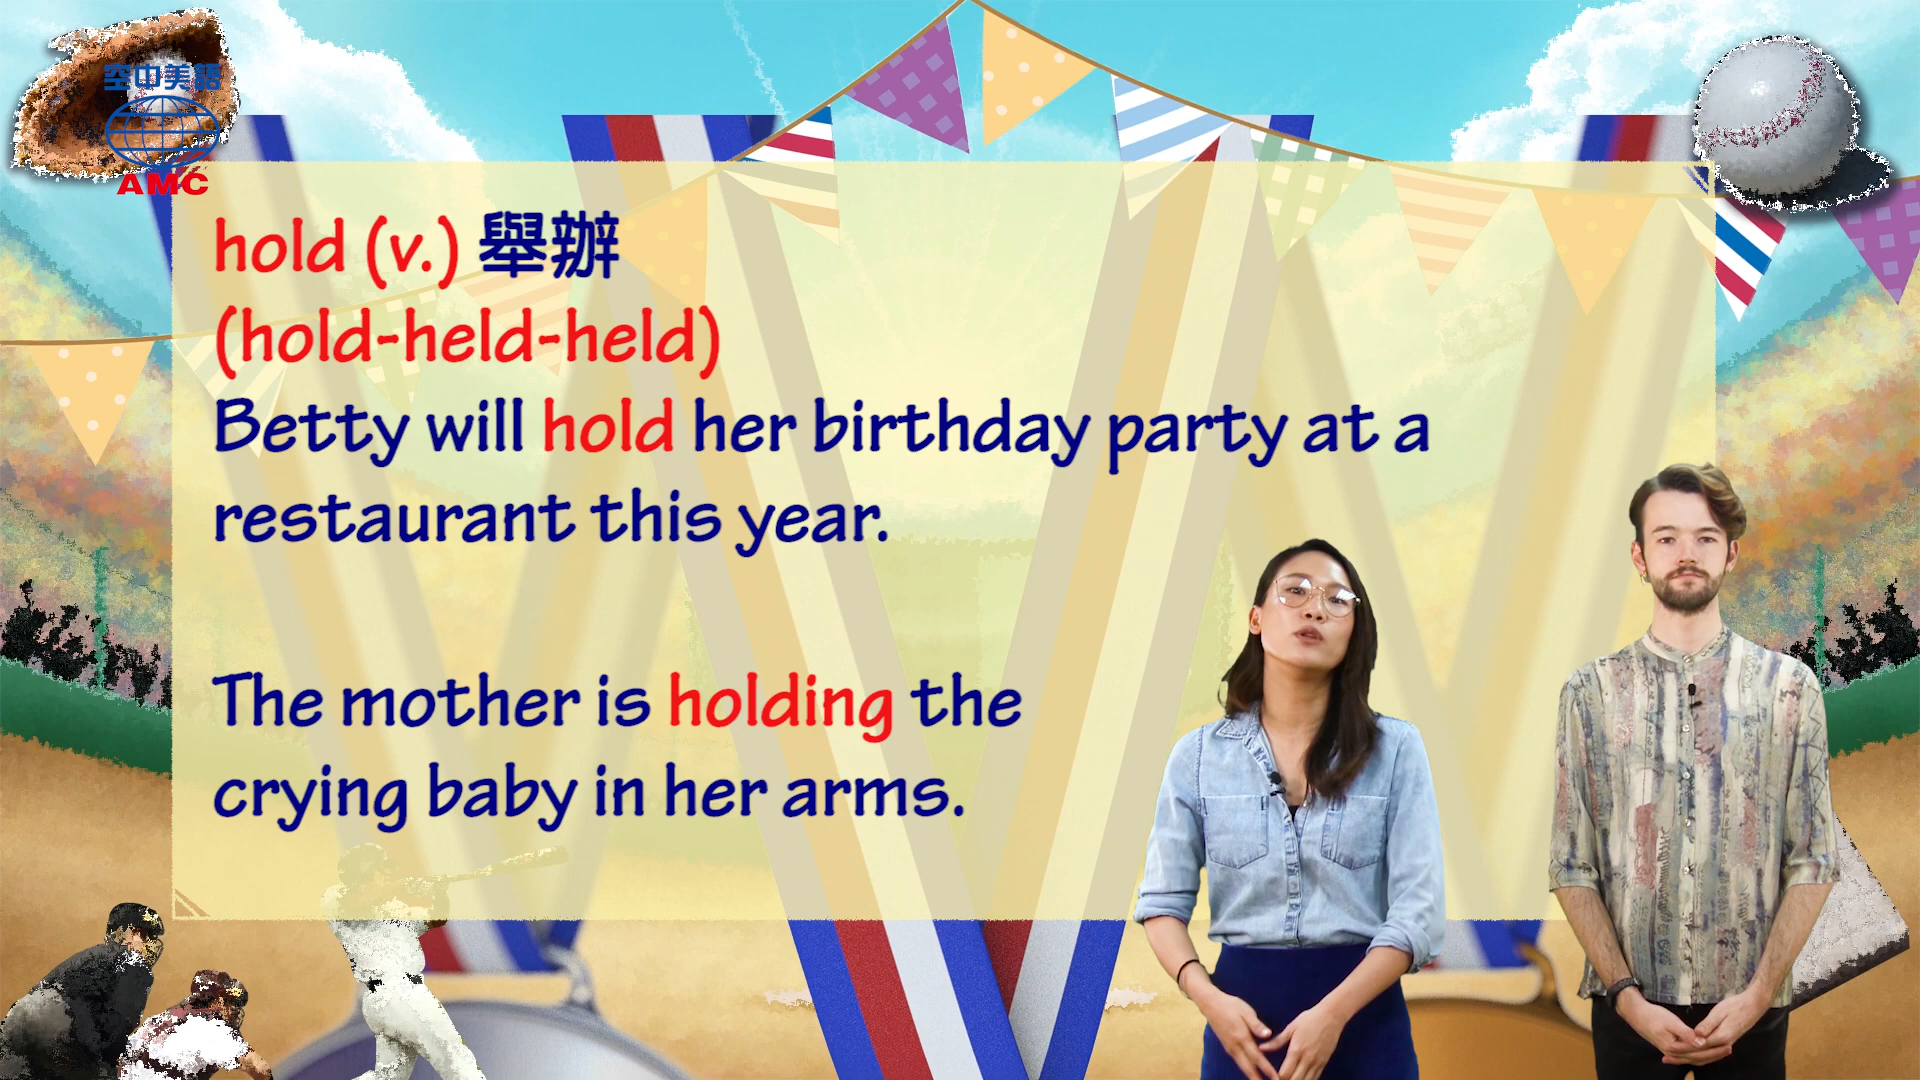 空中美語
AMC
hold (v.) 舉辦
(hold-held-held)
Betty will hold her birthday party at a
restaurant this year.
The mother is holding the
crying baby in her arms.